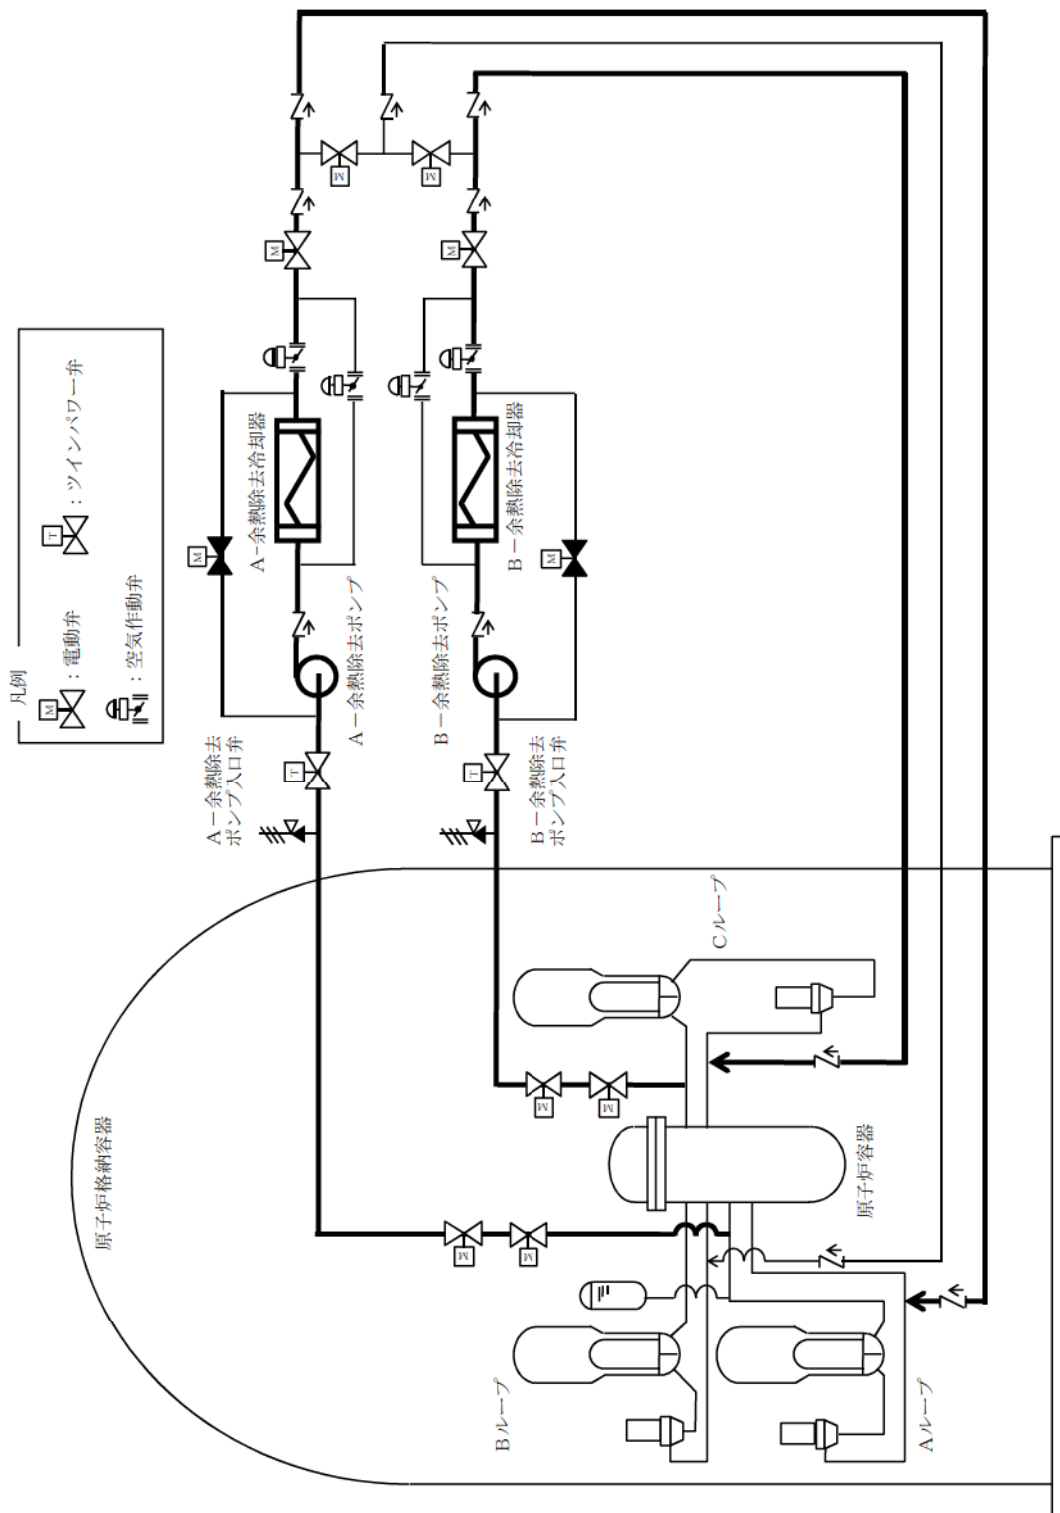 凡例
M
：電動弁
T
：ツインパワー弁
：空気作動弁
原子炉格納容器
A－余熱除去
ポンプ入口弁
A－余熱除去ポンプ
A－余熱除去冷却器
B－余熱除去ポンプ
B－余熱除去冷却器
B－余熱除去
ポンプ入口弁
T
T
M
M
M
M
M
M
M
M
M
M
Cループ
原子炉容器
Bループ
Aループ